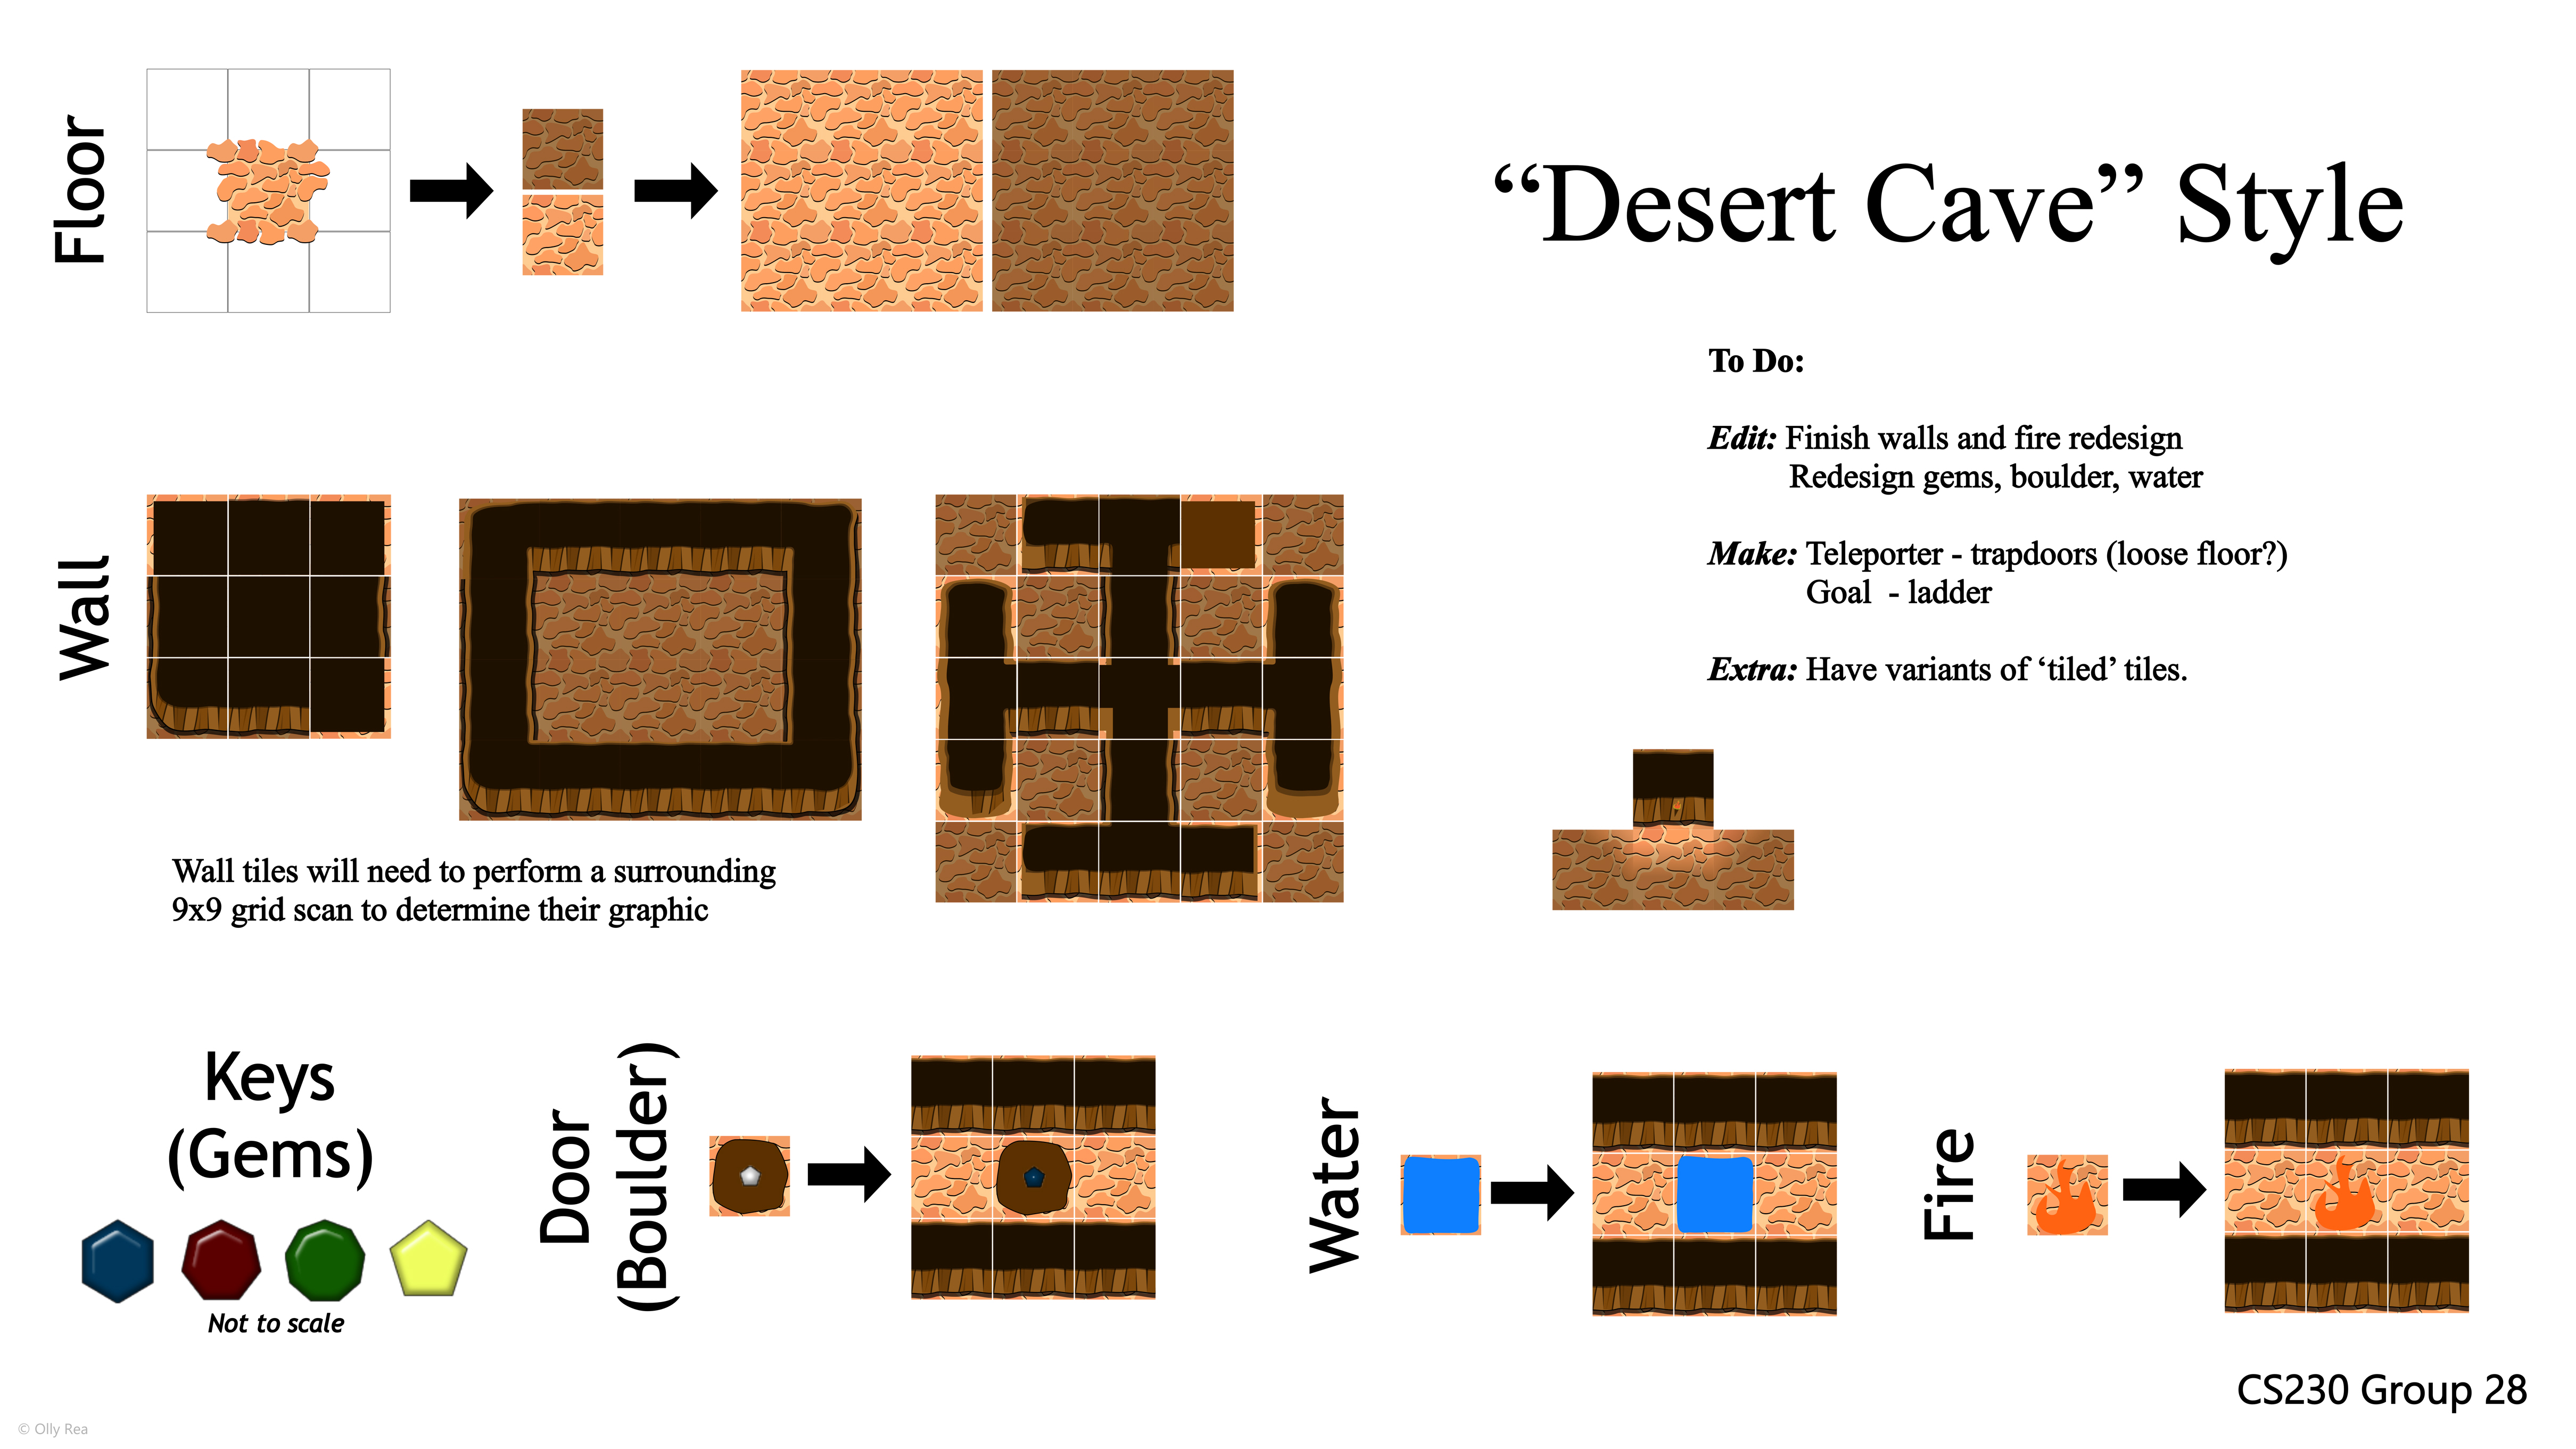 Floor
“Desert Cave” Style
To Do:
Edit: Finish walls and fire redesign
Redesign gems, boulder, water
Make: Teleporter - trapdoors (loose floor?)
Goal - ladder
Extra: Have variants of ‘tiled’ tiles.
Wall
Wall tiles will need to perform a surrounding
9x9 grid scan to determine their graphic
Keys
(Gems)
Not to scale
Door
(Boulder)
Water
Fire
CS230 Group 28
© Olly Rea